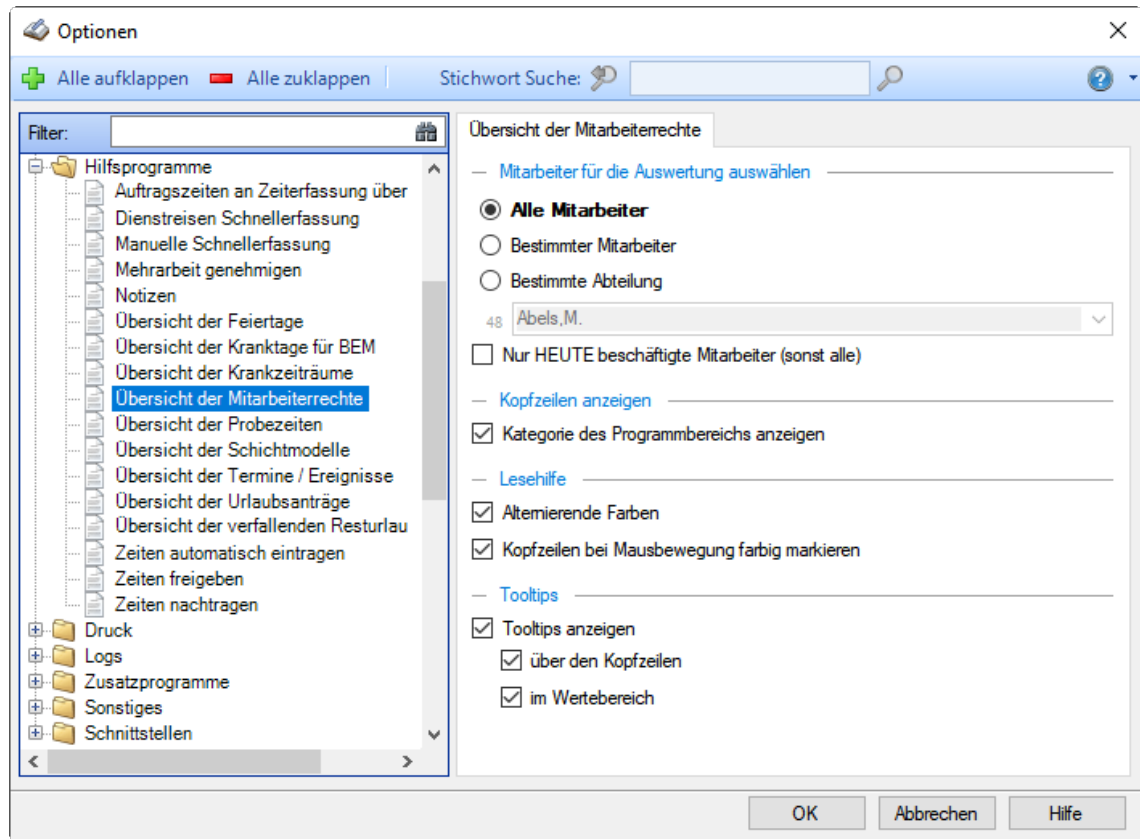 Optionen
Alle aufklappen
Alle zuklappen
Stichwort Suche:
Filter:
Hilfsprogramme
Auftragszeiten an Zeiterfassung über
Dienstreisen Schnellerfassung
Manuelle Schnellerfassung
Mehrarbeit genehmigen
Notizen
Übersicht der Feiertage
Übersicht der Kranktage für BEM
Übersicht der Krankzeiträume
Übersicht der Mitarbeiterrechte
Übersicht der Probezeiten
Übersicht der Schichtmodelle
Übersicht der Termine / Ereignisse
Übersicht der Urlaubsanträge
Übersicht der verfallenden Resturlau
Zeiten automatisch eintragen
Zeiten freigeben
Zeiten nachtragen
Druck
Logs
Zusatzprogramme
Sonstiges
Schnittstellen
Übersicht der Mitarbeiterrechte
Mitarbeiter für die Auswertung auswählen
Alle Mitarbeiter
Bestimmter Mitarbeiter
Bestimmte Abteilung
48 Abels,M.
Nur HEUTE beschäftigte Mitarbeiter (sonst alle)
Kopfzeilen anzeigen
Kategorie des Programmbereichs anzeigen
Lesehilfe
Alternierende Farben
Kopfzeilen bei Mausbewegung farbig markieren
Tooltips
Tooltips anzeigen
über den Kopfzeilen
im Wertebereich
OK
Abbrechen
Hilfe